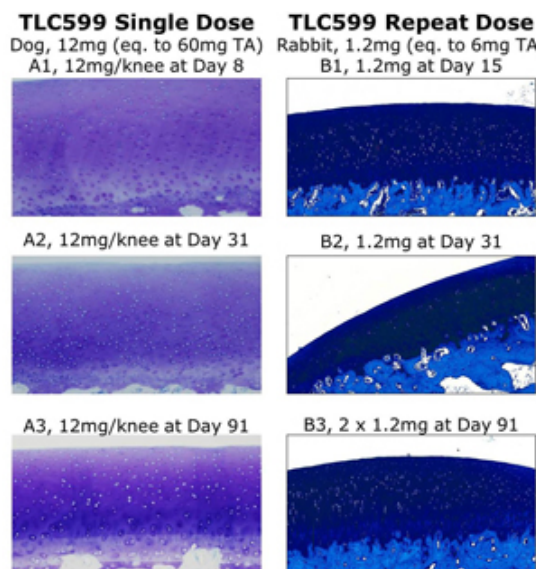 TLC599 Single Dose
Dog, 12mg (eq. to 60mg TA)
A1, 12mg/knee at Day 8
A2, 12mg/knee at Day 31
A3, 12mg/knee at Day 91
TLC599 Repeat Dose
Rabbit, 1.2mg (eq. to 6mg TA
B1, 1.2mg at Day 15
B2, 1.2mg at Day 31
B3, 2 x 1.2mg at Day 91